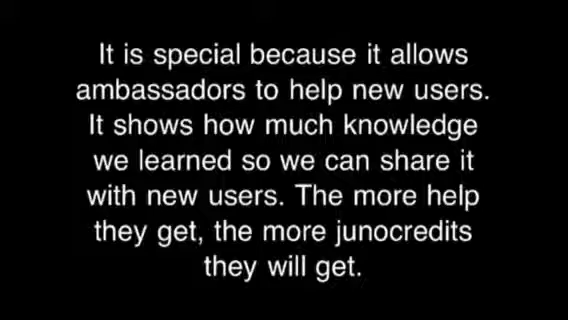 It is special because it allows
ambassadors to help new users.
It shows how much knowledge
we learned so we can share it
with new users. The more help
they get, the more junocredits
they will get.